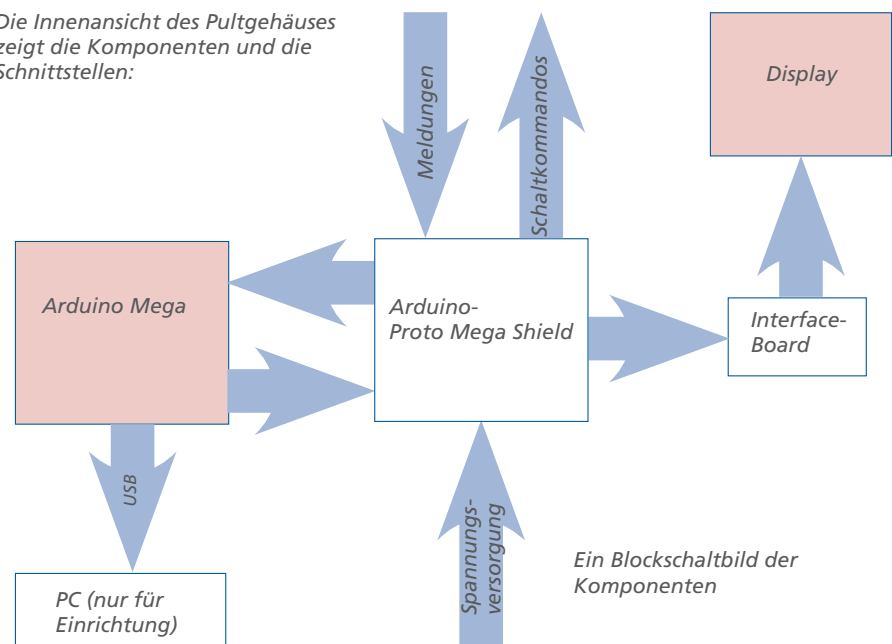 Die Innenansicht des Pultgehäuses
zeigt die Komponenten und die
Schnittstellen:
Meldungen
Schaltkommandos
Display
Arduino Mega
Arduino-
Proto Mega Shield
Interface-
Board
USB
Spannungs-
versorgung
Ein Blockschaltbild der
Komponenten
PC (nur für
Einrichtung)